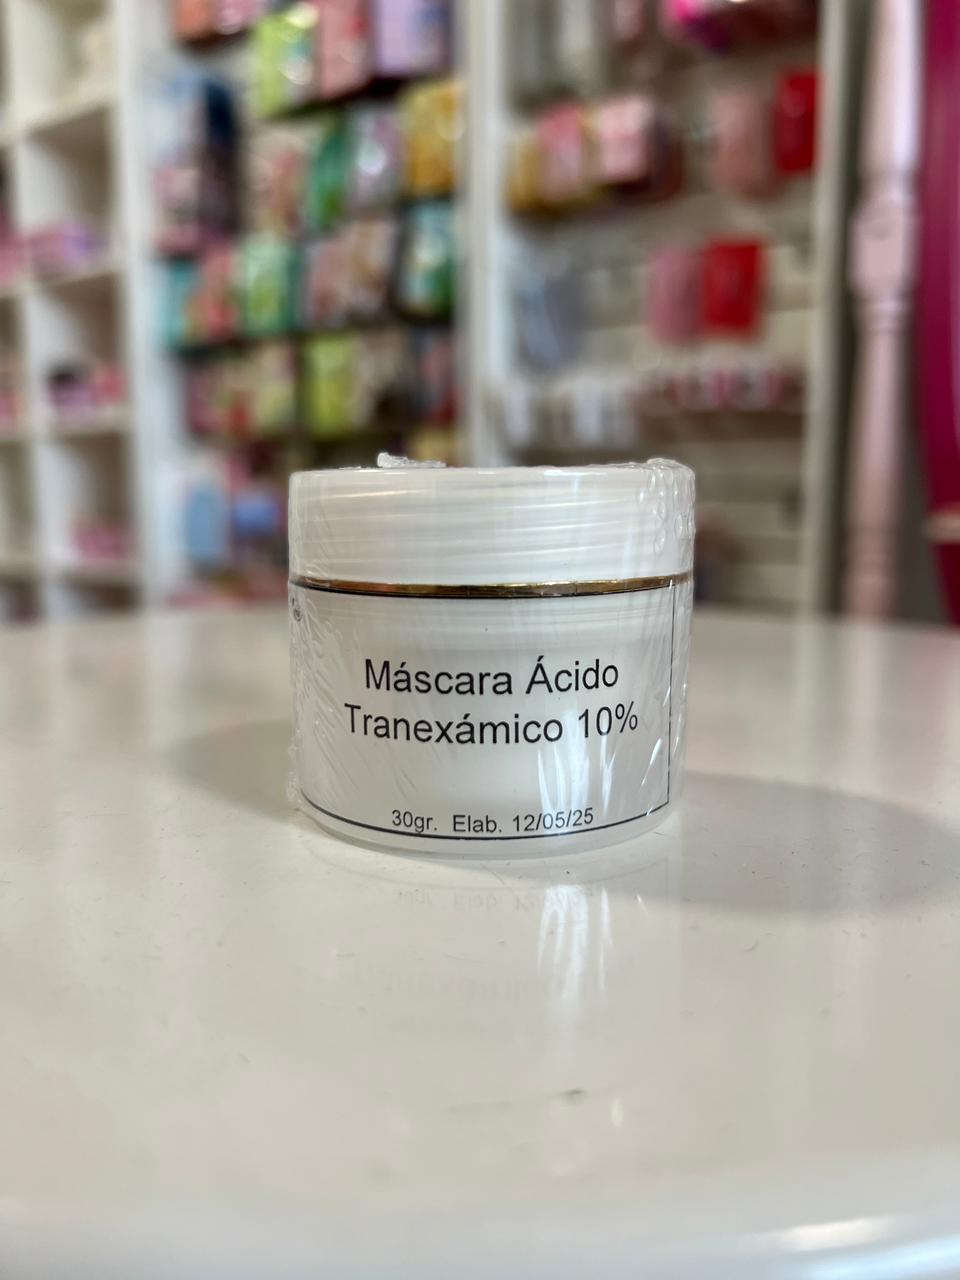 Máscara Ácido
Tranexámico 10%
30gr. Elab. 12/05/25